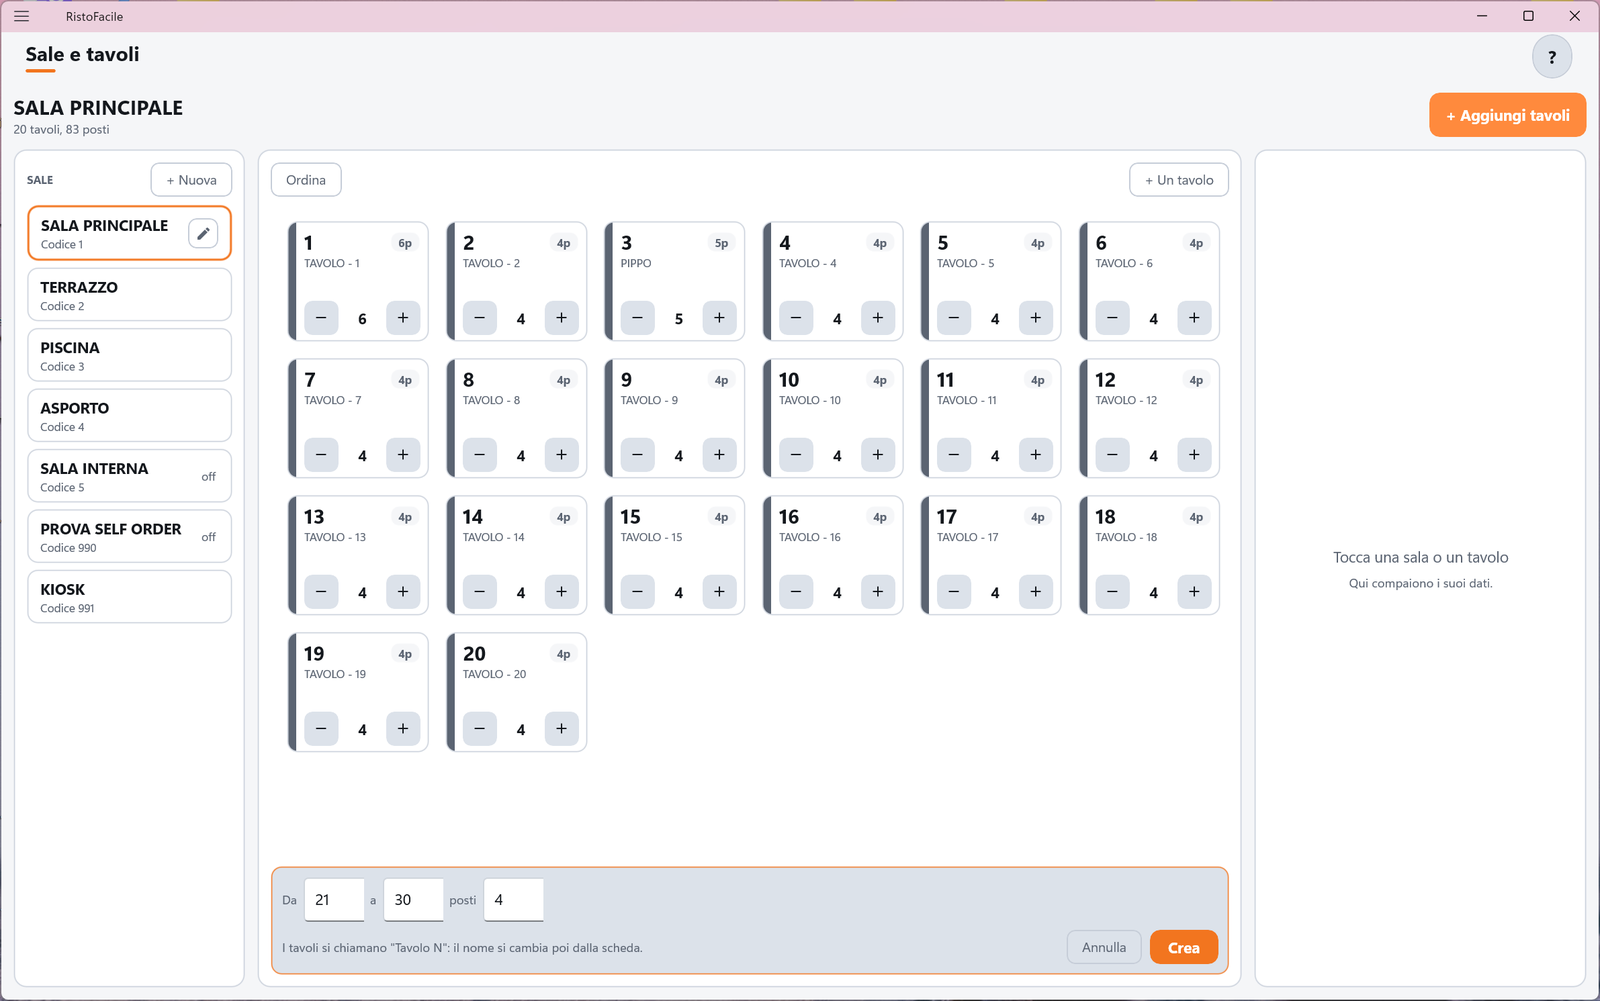 RistoFacile
Sale e tavoli
?
SALA PRINCIPALE
20 tavoli, 83 posti
+ Aggiungi tavoli
SALE
+ Nuova
SALA PRINCIPALE
Codice 1
TERRAZZO
Codice 2
PISCINA
Codice 3
ASPORTO
Codice 4
SALA INTERNA
Codice 5
off
PROVA SELF ORDER
Codice 990
off
KIOSK
Codice 991
Ordina
+ Un tavolo
1 6p
TAVOLO - 1
− 6 +
2 4p
TAVOLO - 2
− 4 +
3 5p
PIPPO
− 5 +
4 4p
TAVOLO - 4
− 4 +
5 4p
TAVOLO - 5
− 4 +
6 4p
TAVOLO - 6
− 4 +
7 4p
TAVOLO - 7
− 4 +
8 4p
TAVOLO - 8
− 4 +
9 4p
TAVOLO - 9
− 4 +
10 4p
TAVOLO - 10
− 4 +
11 4p
TAVOLO - 11
− 4 +
12 4p
TAVOLO - 12
− 4 +
13 4p
TAVOLO - 13
− 4 +
14 4p
TAVOLO - 14
− 4 +
15 4p
TAVOLO - 15
− 4 +
16 4p
TAVOLO - 16
− 4 +
17 4p
TAVOLO - 17
− 4 +
18 4p
TAVOLO - 18
− 4 +
19 4p
TAVOLO - 19
− 4 +
20 4p
TAVOLO - 20
− 4 +
Da 21 a 30 posti 4
I tavoli si chiamano "Tavolo N": il nome si cambia poi dalla scheda.
Annulla
Crea
Tocca una sala o un tavolo
Qui compaiono i suoi dati.